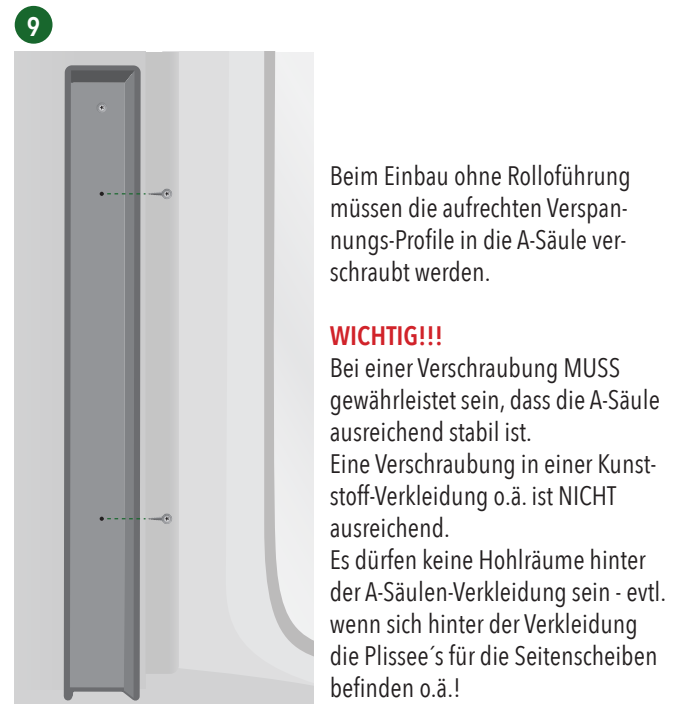 9
Beim Einbau ohne Rolloführung
müssen die aufrechten Verspan-
nungs-Profile in die A-Säule ver-
schraubt werden.
WICHTIG!!!
Bei einer Verschraubung MUSS
gewährleistet sein, dass die A-Säule
ausreichend stabil ist.
Eine Verschraubung in einer Kunst-
stoff-Verkleidung o.ä. ist NICHT
ausreichend.
Es dürfen keine Hohlräume hinter
der A-Säulen-Verkleidung sein - evtl.
wenn sich hinter der Verkleidung
die Plissee´s für die Seitenscheiben
befinden o.ä.!